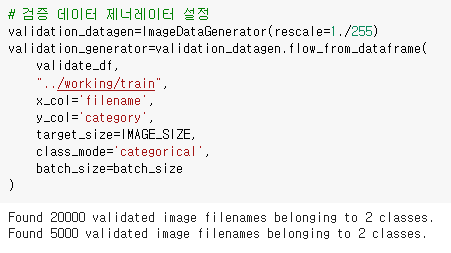 # 검증 데이터 제너레이터 설정
validation_datagen=ImageDataGenerator(rescale=1./255)
validation_generator=validation_datagen.flow_from_dataframe(
    validate_df,
    "../working/train",
    x_col='filename',
    y_col='category',
    target_size=IMAGE_SIZE,
    class_mode='categorical',
    batch_size=batch_size
)
Found 20000 validated image filenames belonging to 2 classes.
Found 5000 validated image filenames belonging to 2 classes.